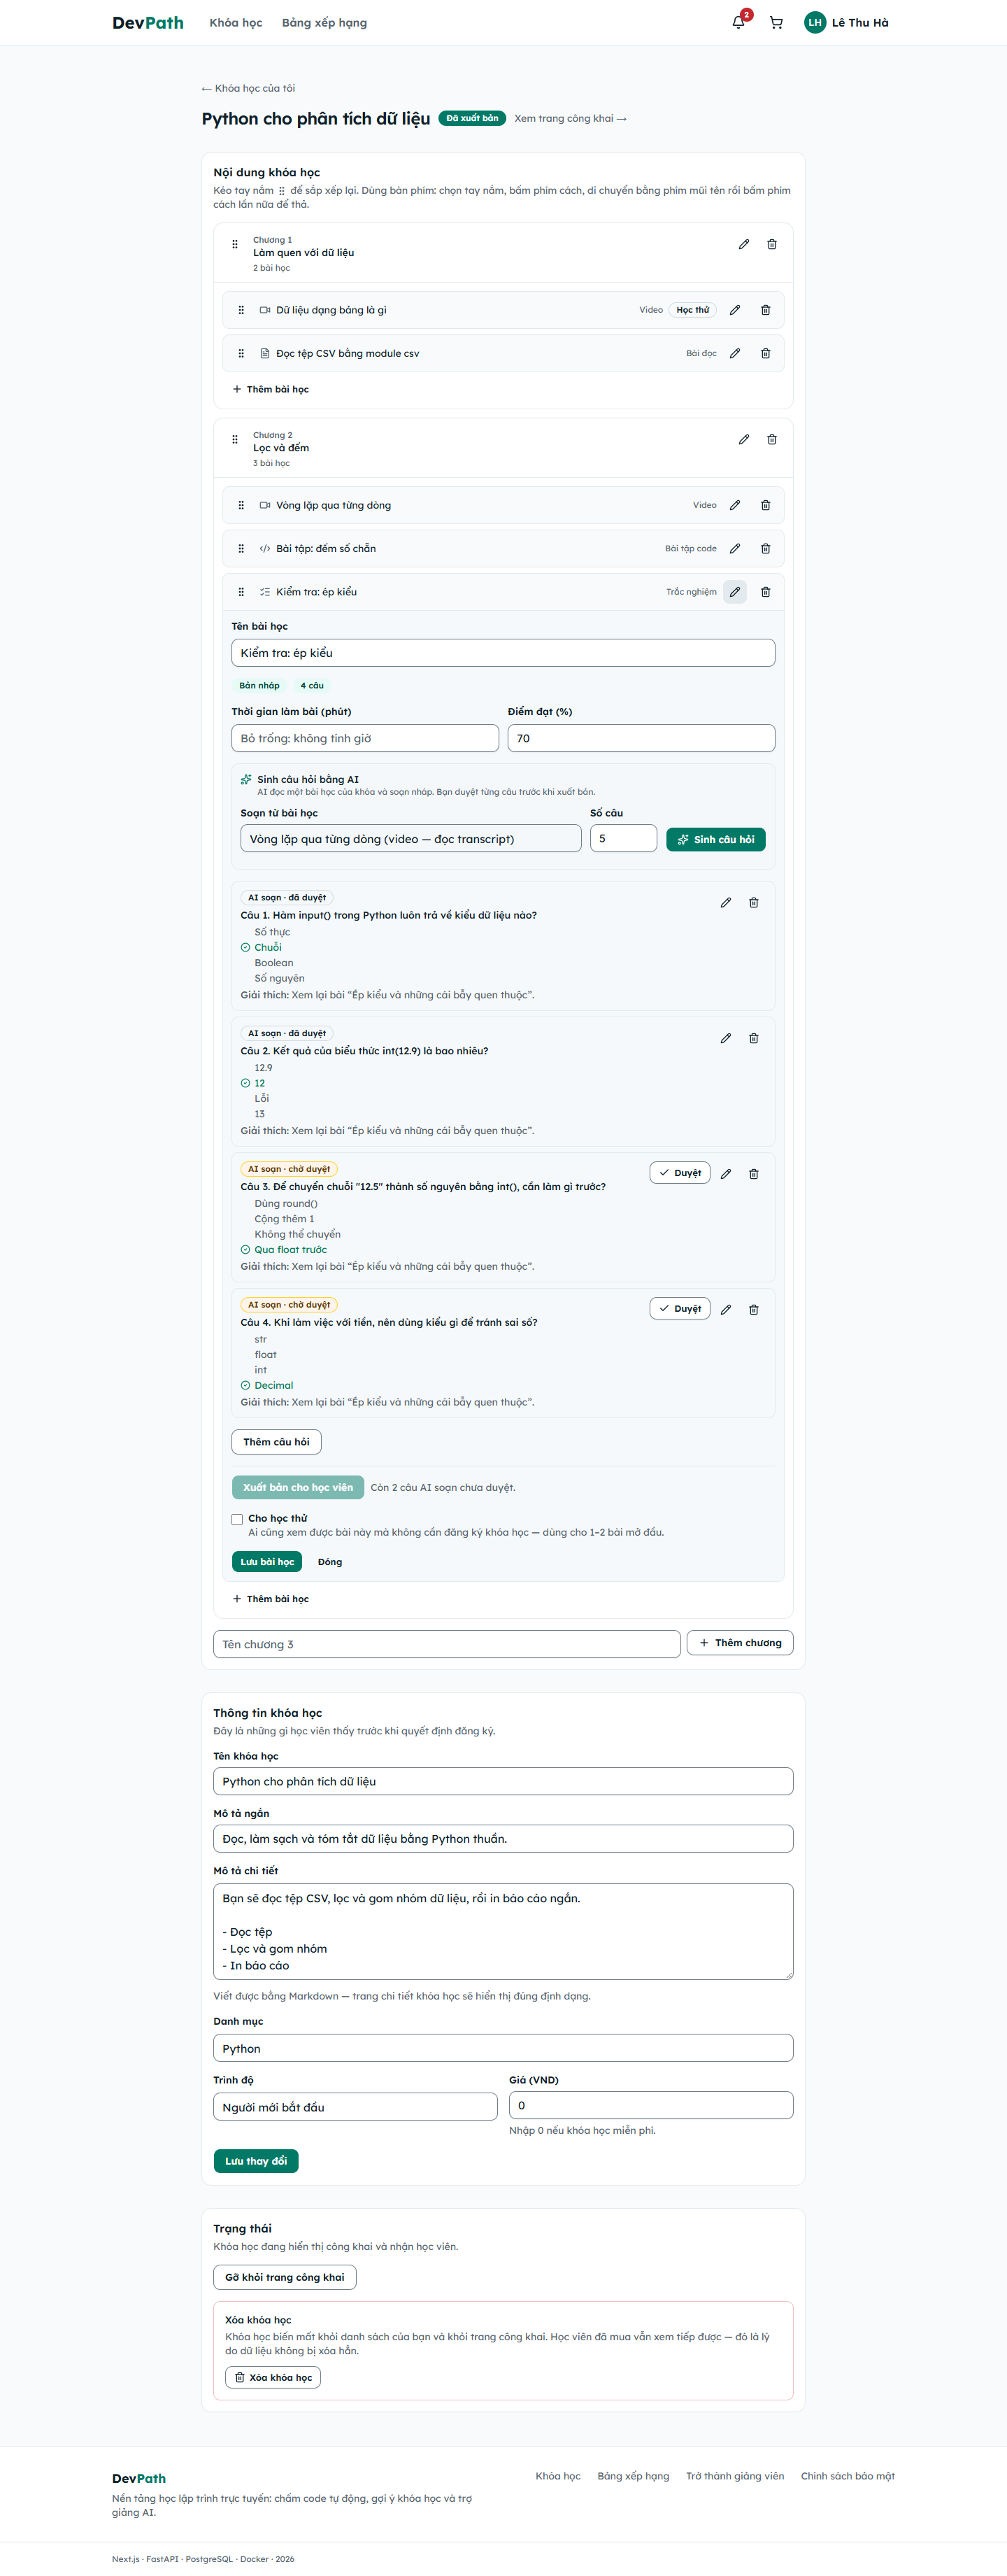 DevPath Khóa học Bảng xếp hạng 2 LH Lê Thu Hà
← Khóa học của tôi
Python cho phân tích dữ liệu Đã xuất bản Xem trang công khai →
Nội dung khóa học
Kéo tay nắm ⠿ để sắp xếp lại. Dùng bàn phím: chọn tay nắm, bấm phím cách, di chuyển bằng phím mũi tên rồi bấm phím
cách lần nữa để thả.
Chương 1
Làm quen với dữ liệu
2 bài học
Dữ liệu dạng bảng là gì Video Học thử
Đọc tệp CSV bằng module csv Bài đọc
+ Thêm bài học
Chương 2
Lọc và đếm
3 bài học
Vòng lặp qua từng dòng Video
Bài tập: đếm số chẵn Bài tập code
Kiểm tra: ép kiểu Trắc nghiệm
Tên bài học
Kiểm tra: ép kiểu
Bản nháp 4 câu
Thời gian làm bài (phút) Điểm đạt (%)
Bỏ trống: không tính giờ 70
Sinh câu hỏi bằng AI
AI đọc một bài học của khóa và soạn nháp. Bạn duyệt từng câu trước khi xuất bản.
Soạn từ bài học Số câu
Vòng lặp qua từng dòng (video — đọc transcript) 5 Sinh câu hỏi
AI soạn · đã duyệt
Câu 1. Hàm input() trong Python luôn trả về kiểu dữ liệu nào?
Số thực
Chuỗi
Boolean
Số nguyên
Giải thích: Xem lại bài “Ép kiểu và những cái bẫy quen thuộc”.
AI soạn · đã duyệt
Câu 2. Kết quả của biểu thức int(12.9) là bao nhiêu?
12.9
12
Lỗi
13
Giải thích: Xem lại bài “Ép kiểu và những cái bẫy quen thuộc”.
AI soạn · chờ duyệt Duyệt
Câu 3. Để chuyển chuỗi "12.5" thành số nguyên bằng int(), cần làm gì trước?
Dùng round()
Cộng thêm 1
Không thể chuyển
Qua float trước
Giải thích: Xem lại bài “Ép kiểu và những cái bẫy quen thuộc”.
AI soạn · chờ duyệt Duyệt
Câu 4. Khi làm việc với tiền, nên dùng kiểu gì để tránh sai số?
str
float
int
Decimal
Giải thích: Xem lại bài “Ép kiểu và những cái bẫy quen thuộc”.
Thêm câu hỏi
Xuất bản cho học viên Còn 2 câu AI soạn chưa duyệt.
Cho học thử
Ai cũng xem được bài này mà không cần đăng ký khóa học — dùng cho 1–2 bài mở đầu.
Lưu bài học Đóng
+ Thêm bài học
Tên chương 3 + Thêm chương
Thông tin khóa học
Đây là những gì học viên thấy trước khi quyết định đăng ký.
Tên khóa học
Python cho phân tích dữ liệu
Mô tả ngắn
Đọc, làm sạch và tóm tắt dữ liệu bằng Python thuần.
Mô tả chi tiết
Bạn sẽ đọc tệp CSV, lọc và gom nhóm dữ liệu, rồi in báo cáo ngắn.
- Đọc tệp
- Lọc và gom nhóm
- In báo cáo
Viết được bằng Markdown — trang chi tiết khóa học sẽ hiển thị đúng định dạng.
Danh mục
Python
Trình độ Giá (VND)
Người mới bắt đầu 0
Nhập 0 nếu khóa học miễn phí.
Lưu thay đổi
Trạng thái
Khóa học đang hiển thị công khai và nhận học viên.
Gỡ khỏi trang công khai
Xóa khóa học
Khóa học biến mất khỏi danh sách của bạn và khỏi trang công khai. Học viên đã mua vẫn xem tiếp được — đó là lý
do dữ liệu không bị xóa hẳn.
Xóa khóa học
DevPath Khóa học Bảng xếp hạng Trở thành giảng viên Chính sách bảo mật
Nền tảng học lập trình trực tuyến: chấm code tự động, gợi ý khóa học và trợ
giảng AI.
Next.js · FastAPI · PostgreSQL · Docker · 2026